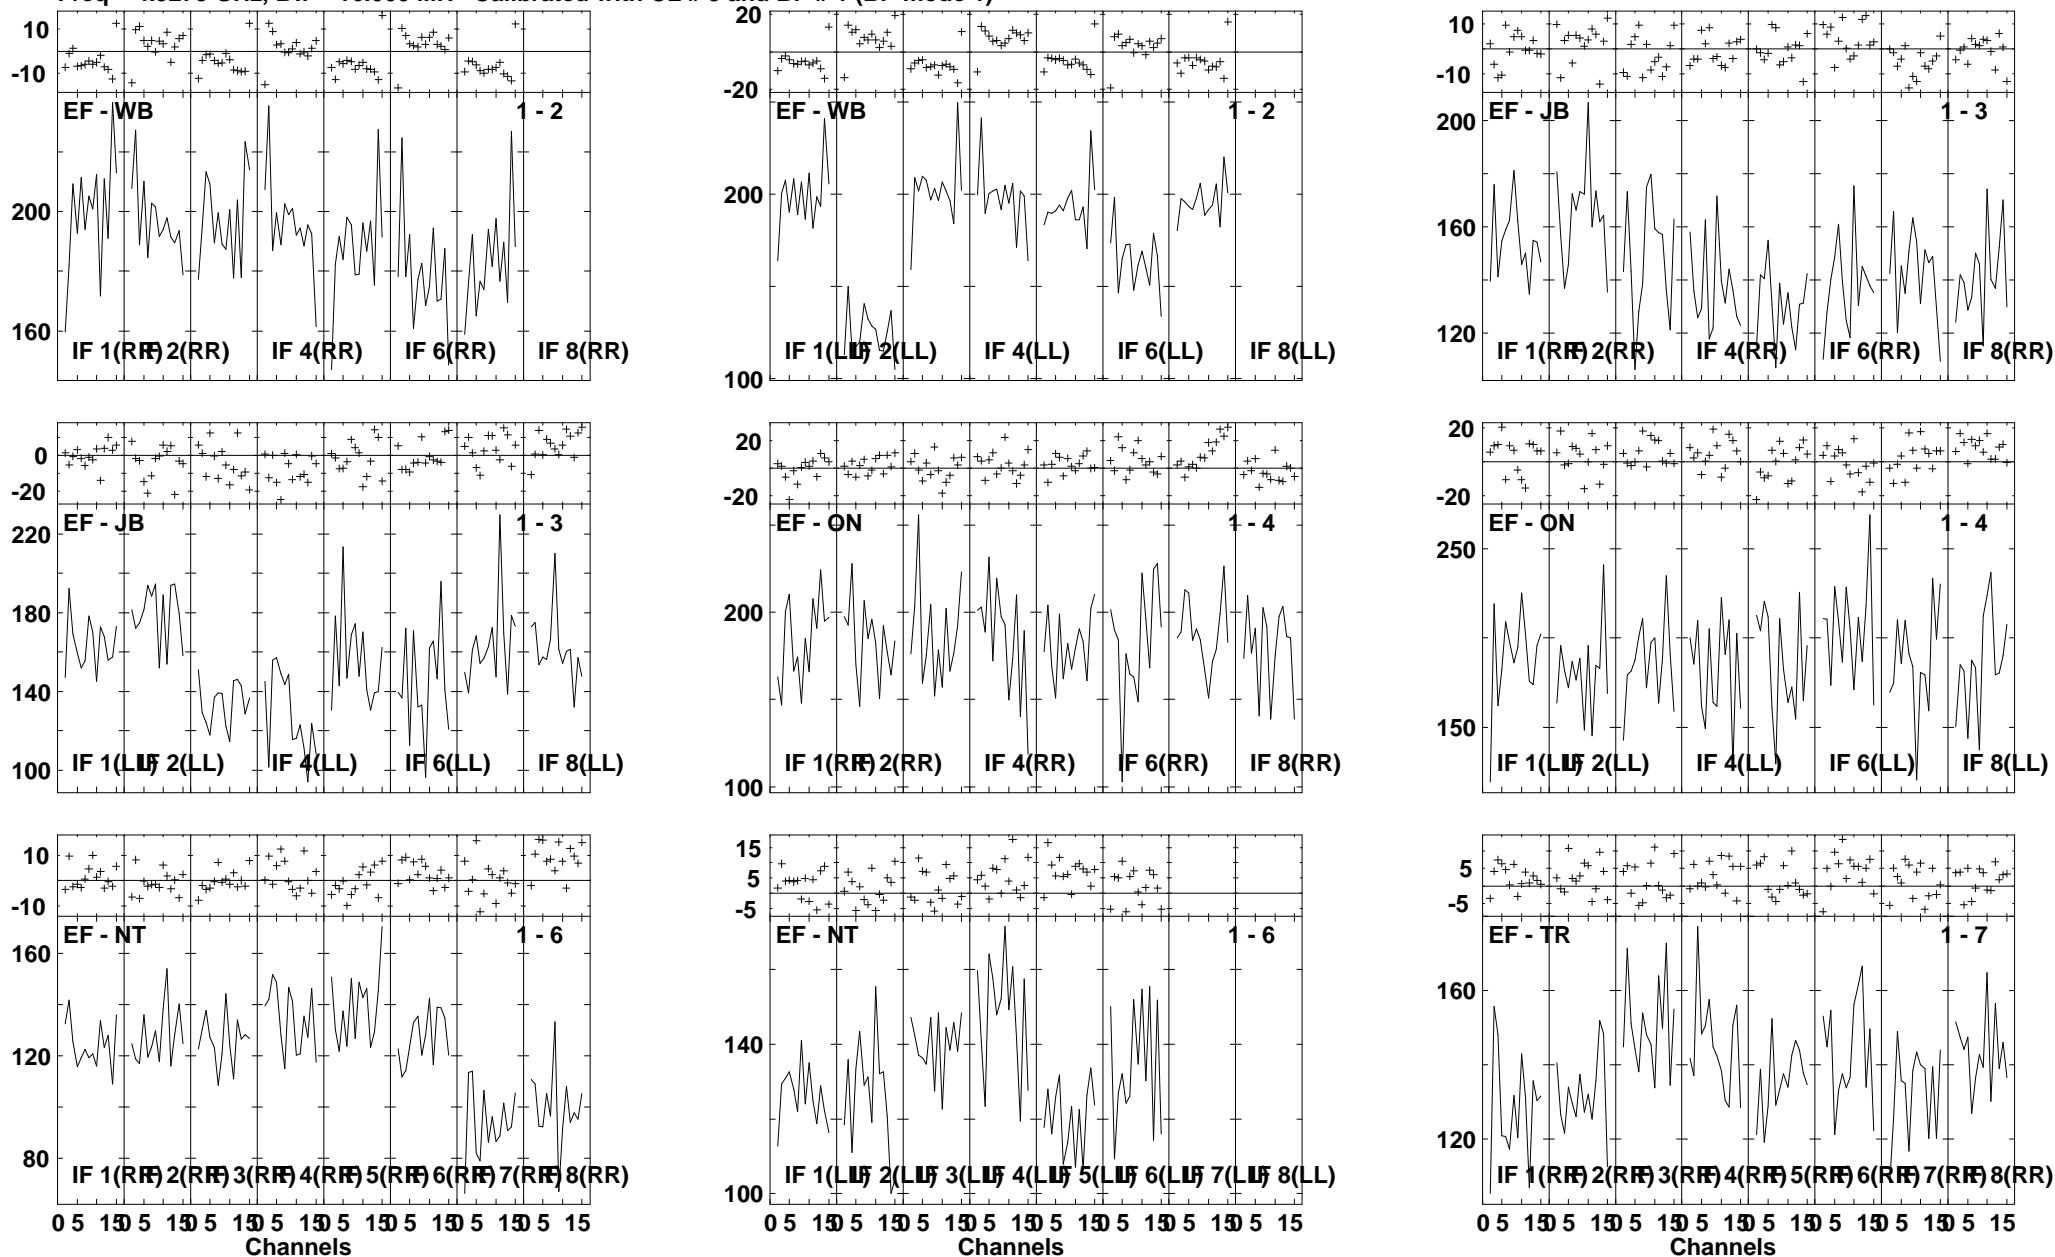 10
-10
EF - WB
1 - 2
200
160
IF 1(RR)
IF 2(RR)
IF 4(RR)
IF 6(RR)
IF 8(RR)
20
-20
EF - WB
1 - 2
200
100
IF 1(LL)
IF 2(LL)
IF 4(LL)
IF 6(LL)
IF 8(LL)
10
-10
EF - JB
1 - 3
200
160
120
IF 1(RR)
IF 2(RR)
IF 4(RR)
IF 6(RR)
IF 8(RR)
0
-20
EF - JB
1 - 3
220
180
140
100
IF 1(LL)
IF 2(LL)
IF 4(LL)
IF 6(LL)
IF 8(LL)
20
-20
EF - ON
1 - 4
200
100
IF 1(RR)
IF 2(RR)
IF 4(RR)
IF 6(RR)
IF 8(RR)
20
-20
EF - ON
1 - 4
250
150
IF 1(LL)
IF 2(LL)
IF 4(LL)
IF 6(LL)
IF 8(LL)
10
-10
EF - NT
1 - 6
160
120
80
IF 1(RR)
IF 2(RR)
IF 3(RR)
IF 4(RR)
IF 5(RR)
IF 6(RR)
IF 7(RR)
IF 8(RR)
0 5 15 0 5 15 0 5 15 0 5 15
Channels
15
5
-5
EF - NT
1 - 6
140
100
IF 1(LL)
IF 2(LL)
IF 3(LL)
IF 4(LL)
IF 5(LL)
IF 6(LL)
IF 7(LL)
IF 8(LL)
0 5 15 0 5 15 0 5 15 0 5 15
Channels
5
-5
EF - TR
1 - 7
160
120
IF 1(RR)
IF 2(RR)
IF 3(RR)
IF 4(RR)
IF 5(RR)
IF 6(RR)
IF 7(RR)
IF 8(RR)
0 5 15 0 5 15 0 5 15 0 5 15
Channels